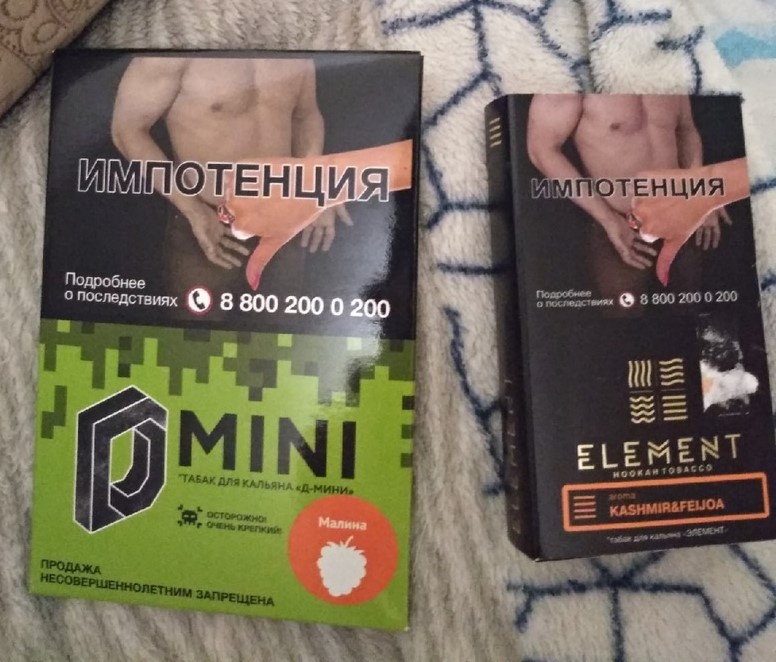 ИМПОТЕНЦИЯ
Подробнее
о последствиях 8 800 200 0 200
D MINI
*ТАБАК ДЛЯ КАЛЬЯНА «Д-МИНИ»
ОСТОРОЖНО!
ОЧЕНЬ КРЕПКИЙ!
Малина
ПРОДАЖА
НЕСОВЕРШЕННОЛЕТНИМ ЗАПРЕЩЕНА
ИМПОТЕНЦИЯ
Подробнее
о последствиях 8 800 200 0 200
ELEMENT
HOOKAH TOBACCO
aroma
KASHMIR&FEIJOA
*табак для кальяна «ЭЛЕМЕНТ»